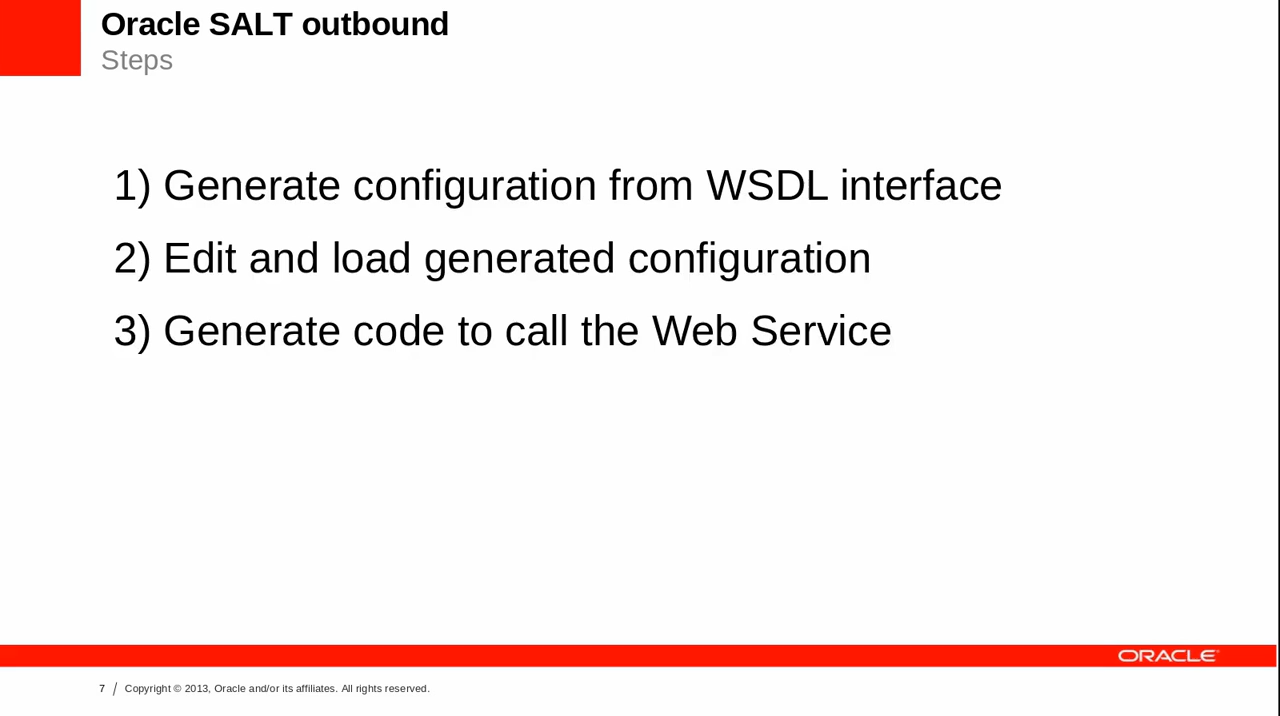 Oracle SALT outbound
Steps
1) Generate configuration from WSDL interface
2) Edit and load generated configuration
3) Generate code to call the Web Service
ORACLE
7 / Copyright © 2013, Oracle and/or its affiliates. All rights reserved.